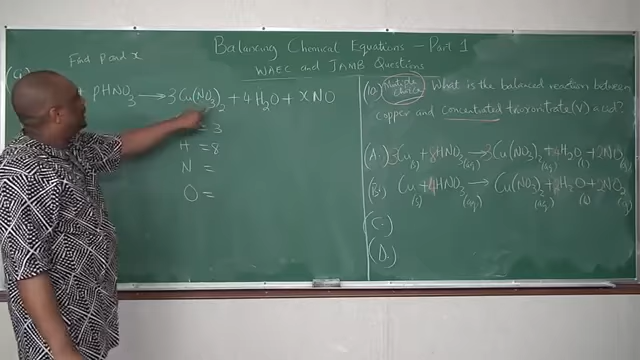 Balancing Chemical Equations - Part 1
WAEC and JAMB Questions
Find P and x
(9)
+ PHNO₃ → 3Cu(NO₃)₂ + 4H₂O + XNO
= 3
H = 8
N =
O =
(10) Multiple Choice What is the balanced reaction between
copper and concentrated trioxonitrate (V) acid?
(A.) 3Cu(s) + 8HNO₃(aq) → 3Cu(NO₃)₂(aq) + 4H₂O(l) + 2NO₂(g)
(B.) Cu(s) + 4HNO₃(aq) → Cu(NO₃)₂(aq) + 2H₂O(l) + 2NO₂(g)
(C.)
(D.)